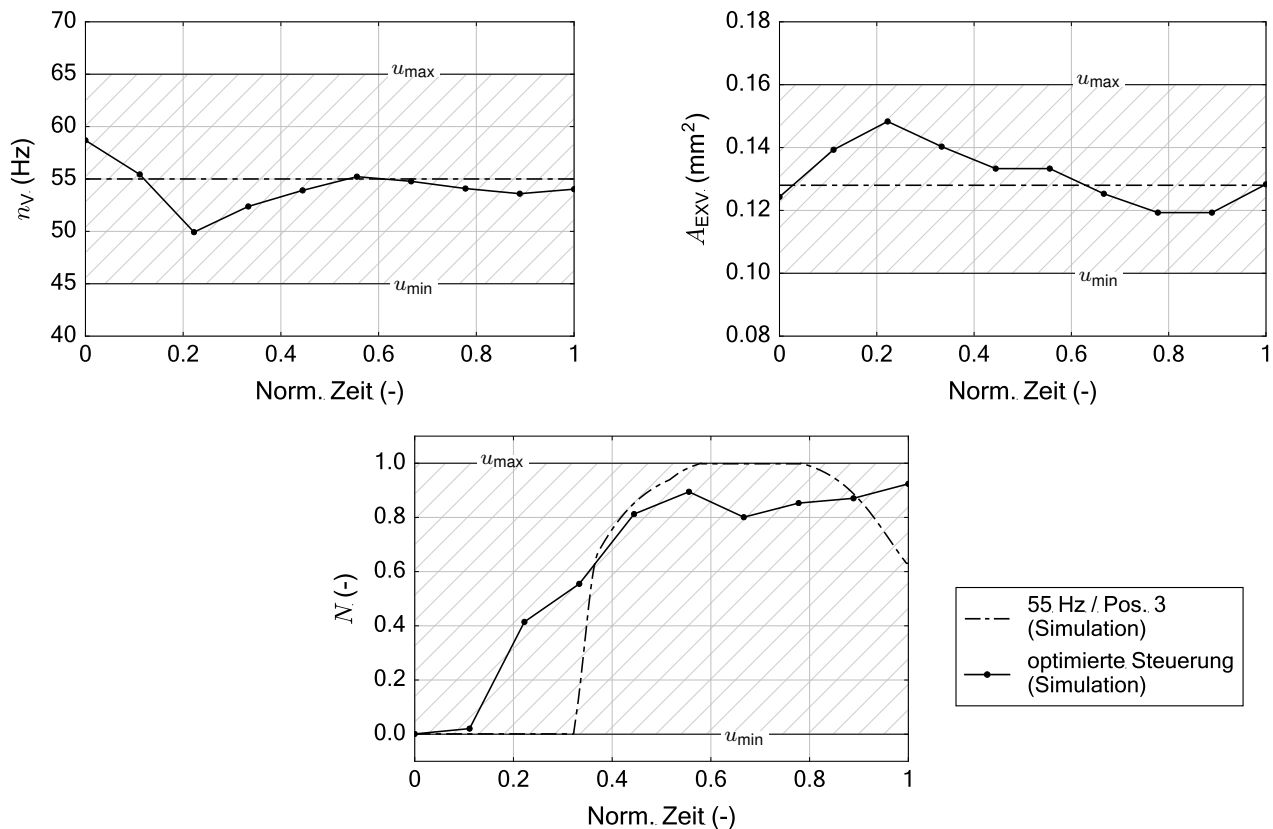 70
65
60
55
50
45
40
n_V (Hz)
u_max
u_min
0 0.2 0.4 0.6 0.8 1
Norm. Zeit (-)
0.18
0.16
0.14
0.12
0.10
0.08
A_EXV (mm²)
u_max
u_min
0 0.2 0.4 0.6 0.8 1
Norm. Zeit (-)
1.0
0.8
0.6
0.4
0.2
0.0
N (-)
u_max
u_min
0 0.2 0.4 0.6 0.8 1
Norm. Zeit (-)
55 Hz / Pos. 3
(Simulation)
optimierte Steuerung
(Simulation)